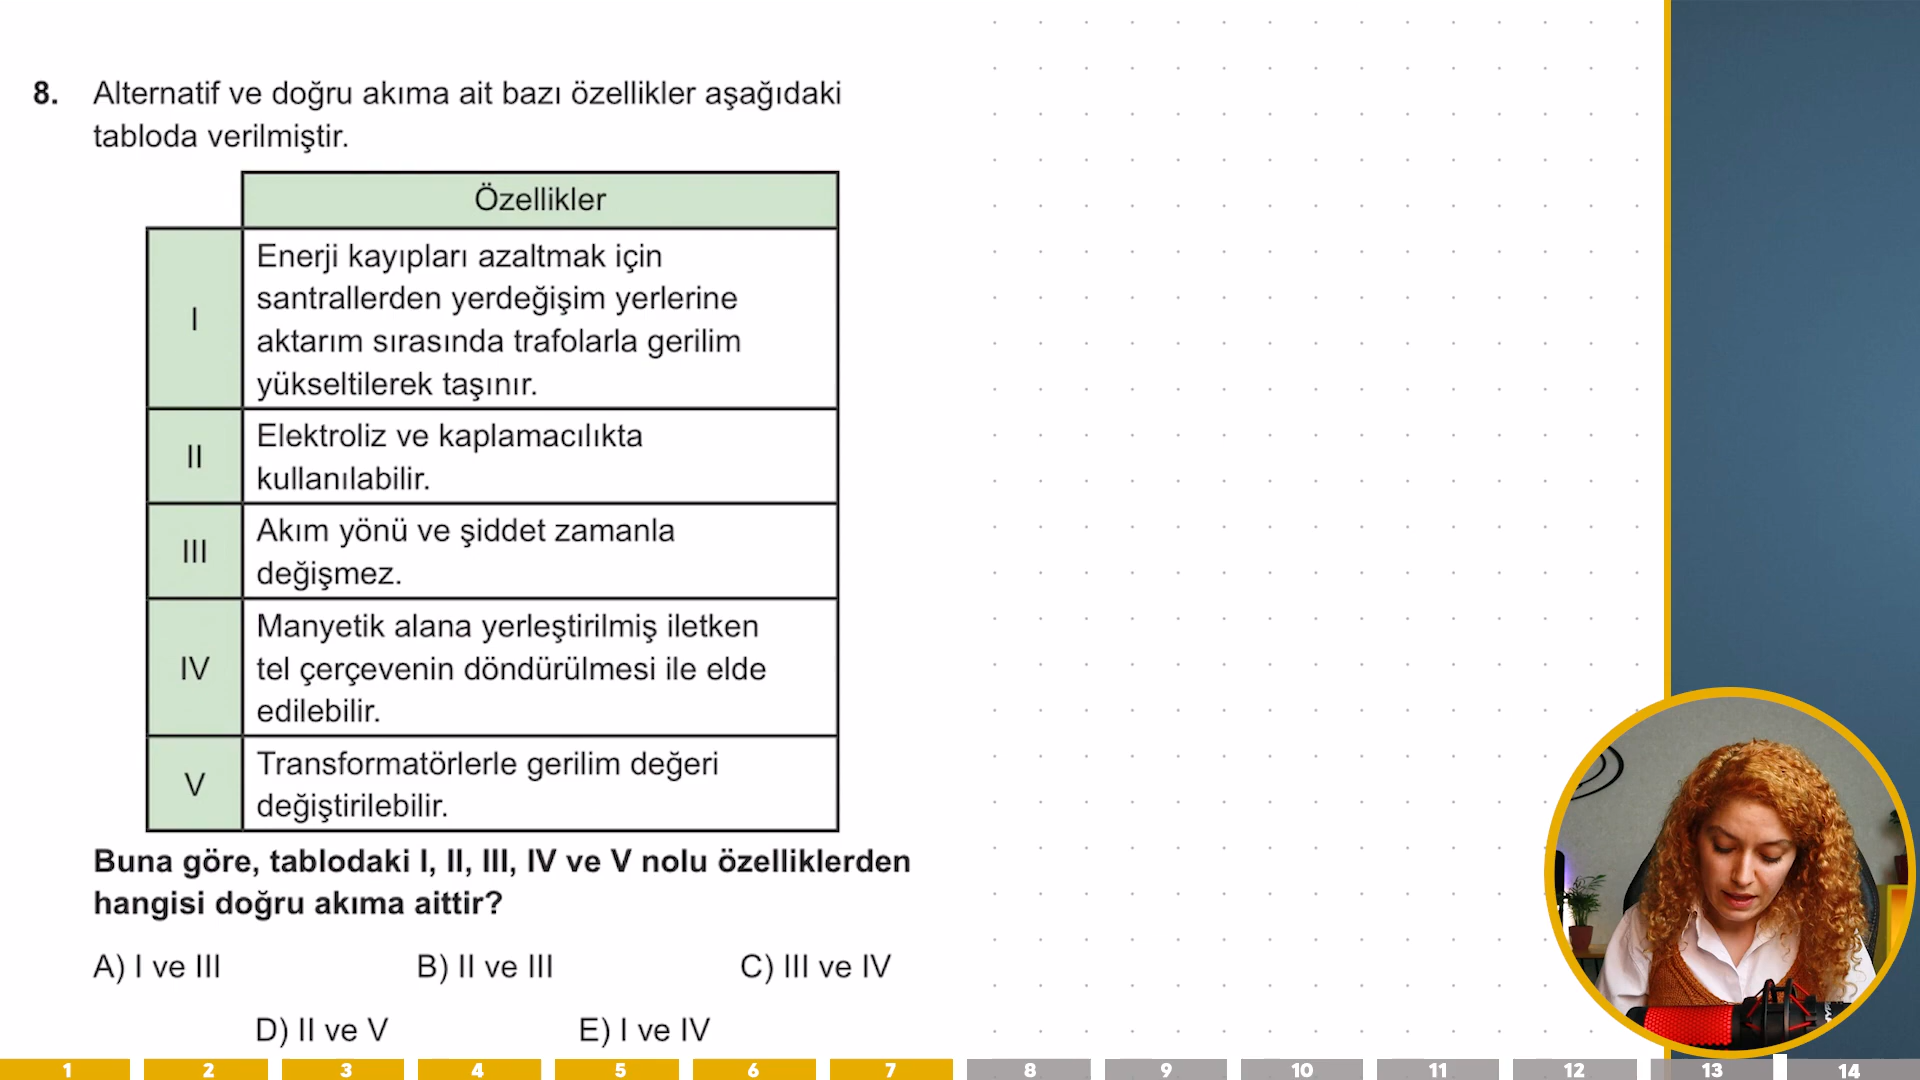 8. Alternatif ve doğru akıma ait bazı özellikler aşağıdaki
tabloda verilmiştir.
Özellikler
I
Enerji kayıpları azaltmak için
santrallerden yerdeğişim yerlerine
aktarım sırasında trafolarla gerilim
yükseltilerek taşınır.
II
Elektroliz ve kaplamacılıkta
kullanılabilir.
III
Akım yönü ve şiddet zamanla
değişmez.
IV
Manyetik alana yerleştirilmiş iletken
tel çerçevenin döndürülmesi ile elde
edilebilir.
V
Transformatörlerle gerilim değeri
değiştirilebilir.
Buna göre, tablodaki I, II, III, IV ve V nolu özelliklerden
hangisi doğru akıma aittir?
A) I ve III B) II ve III C) III ve IV
D) II ve V E) I ve IV
1 2 3 4 5 6 7 8 9 10 11 12 13 14